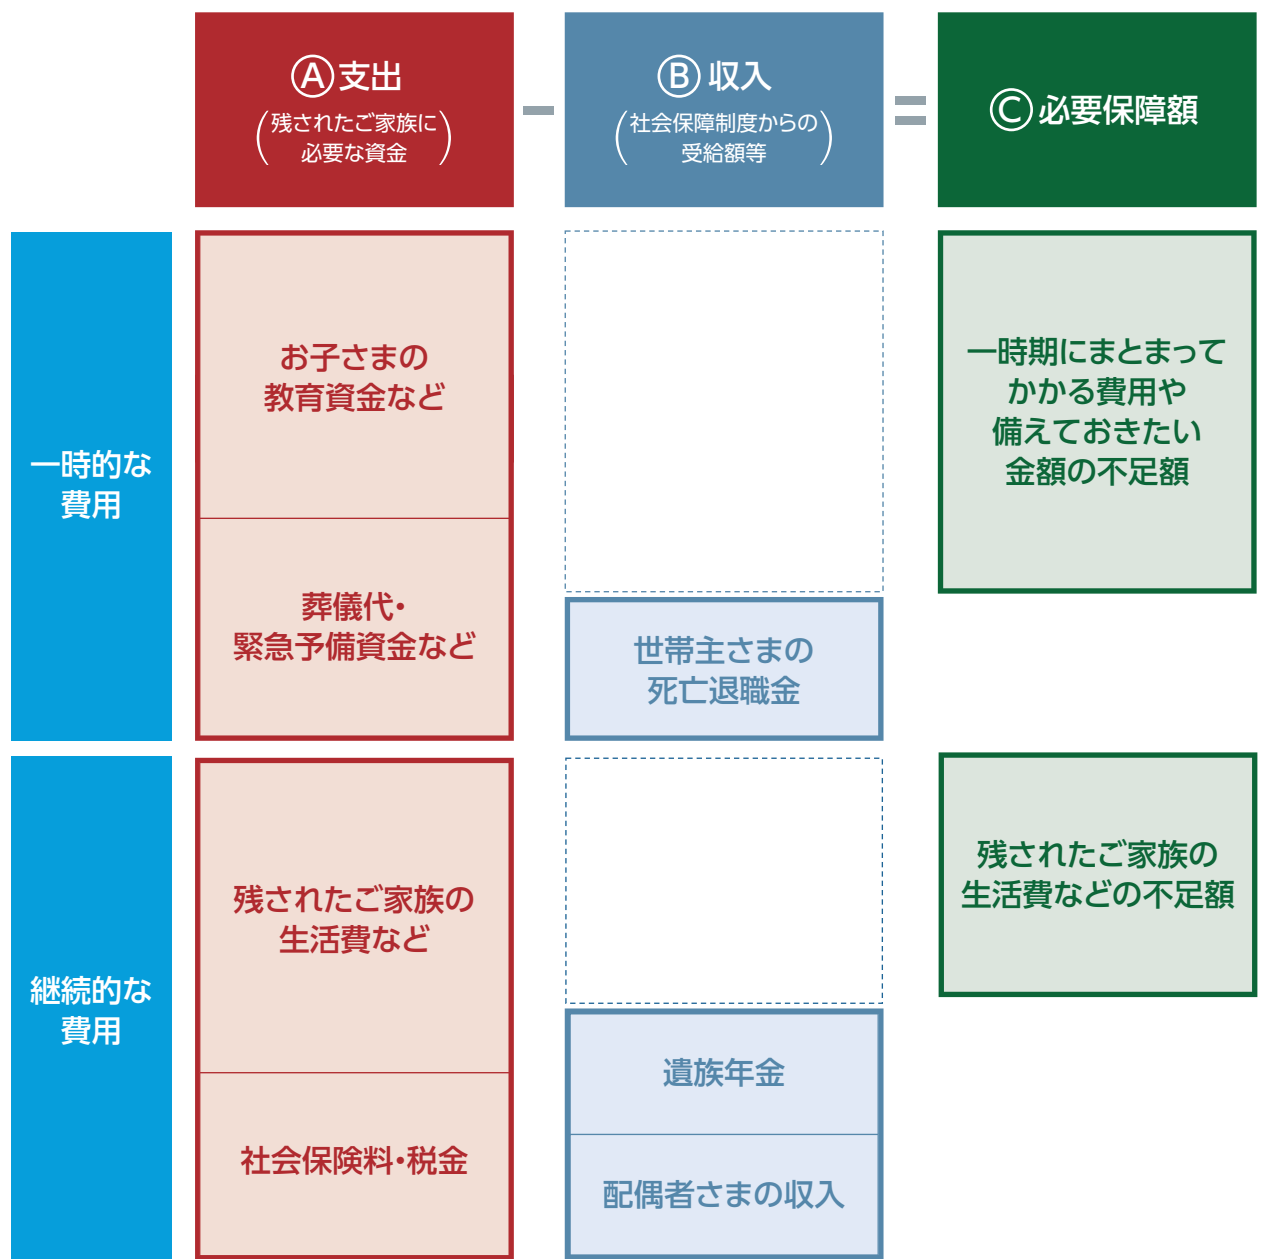 Ⓐ支出
(残されたご家族に
必要な資金)
−
Ⓑ収入
(社会保障制度からの
受給額等)
=
Ⓒ必要保障額
一時的な
費用
お子さまの
教育資金など
葬儀代・
緊急予備資金など
世帯主さまの
死亡退職金
一時期にまとまって
かかる費用や
備えておきたい
金額の不足額
継続的な
費用
残されたご家族の
生活費など
社会保険料・税金
遺族年金
配偶者さまの収入
残されたご家族の
生活費などの不足額